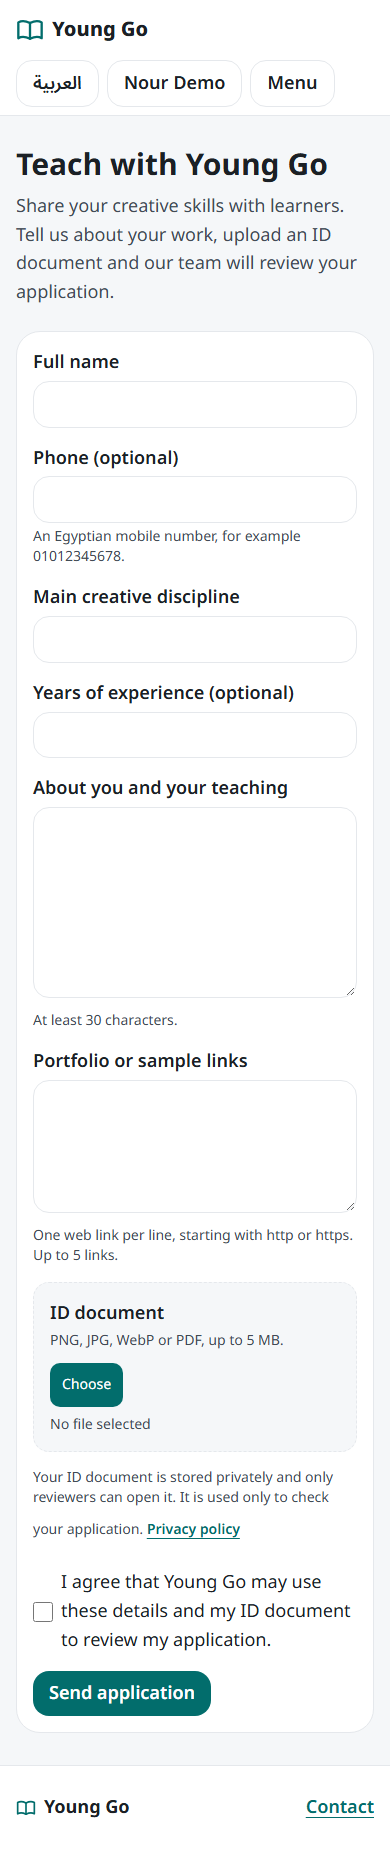 Young Go
العربية
Nour Demo
Menu
Teach with Young Go
Share your creative skills with learners.
Tell us about your work, upload an ID
document and our team will review your
application.
Full name
Phone (optional)
An Egyptian mobile number, for example
01012345678.
Main creative discipline
Years of experience (optional)
About you and your teaching
At least 30 characters.
Portfolio or sample links
One web link per line, starting with http or https.
Up to 5 links.
ID document
PNG, JPG, WebP or PDF, up to 5 MB.
Choose
No file selected
Your ID document is stored privately and only
reviewers can open it. It is used only to check
your application. Privacy policy
I agree that Young Go may use
these details and my ID document
to review my application.
Send application
Young Go
Contact